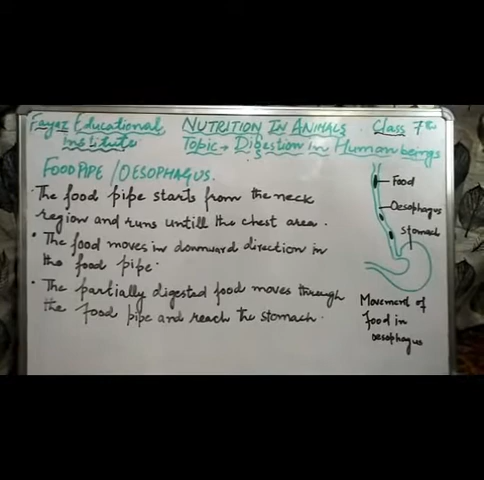 Fayaz Educational Institute
NUTRITION IN ANIMALS. Class 7th
Topic → Digestion in Human beings
FOODPIPE / OESOPHAGUS.
· The food pipe starts from the neck
region and runs untill the chest area.
· The food moves in downward direction in
the food pipe.
· The partially digested food moves through
the food pipe and reach the stomach.
Food
Oesophagus
stomach
Movement of
food in
oesophagus